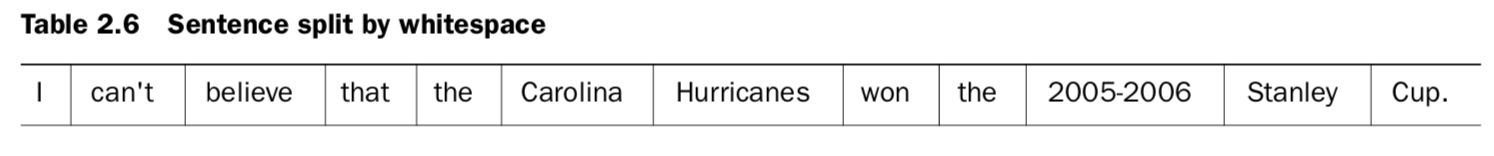 Table 2.6 Sentence split by whitespace
I can't believe that the Carolina Hurricanes won the 2005-2006 Stanley Cup.